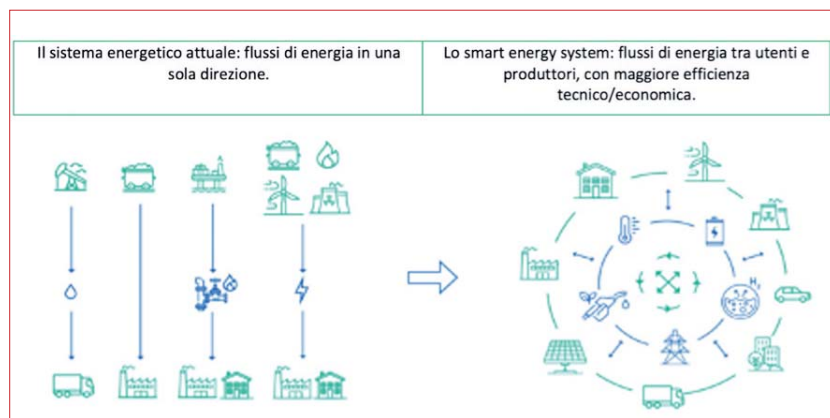 Il sistema energetico attuale: flussi di energia in una
sola direzione.
Lo smart energy system: flussi di energia tra utenti e
produttori, con maggiore efficienza
tecnico/economica.
H₂